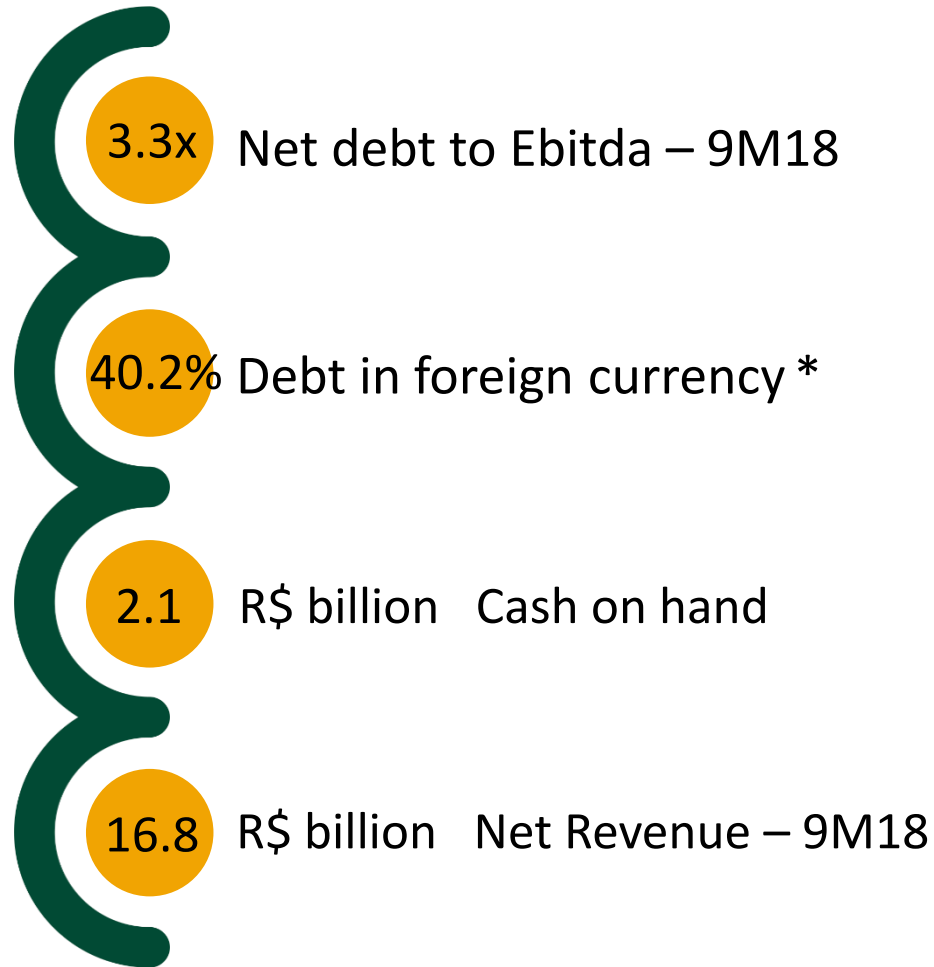 3.3x Net debt to Ebitda – 9M18
40.2% Debt in foreign currency *
2.1 R$ billion Cash on hand
16.8 R$ billion Net Revenue – 9M18